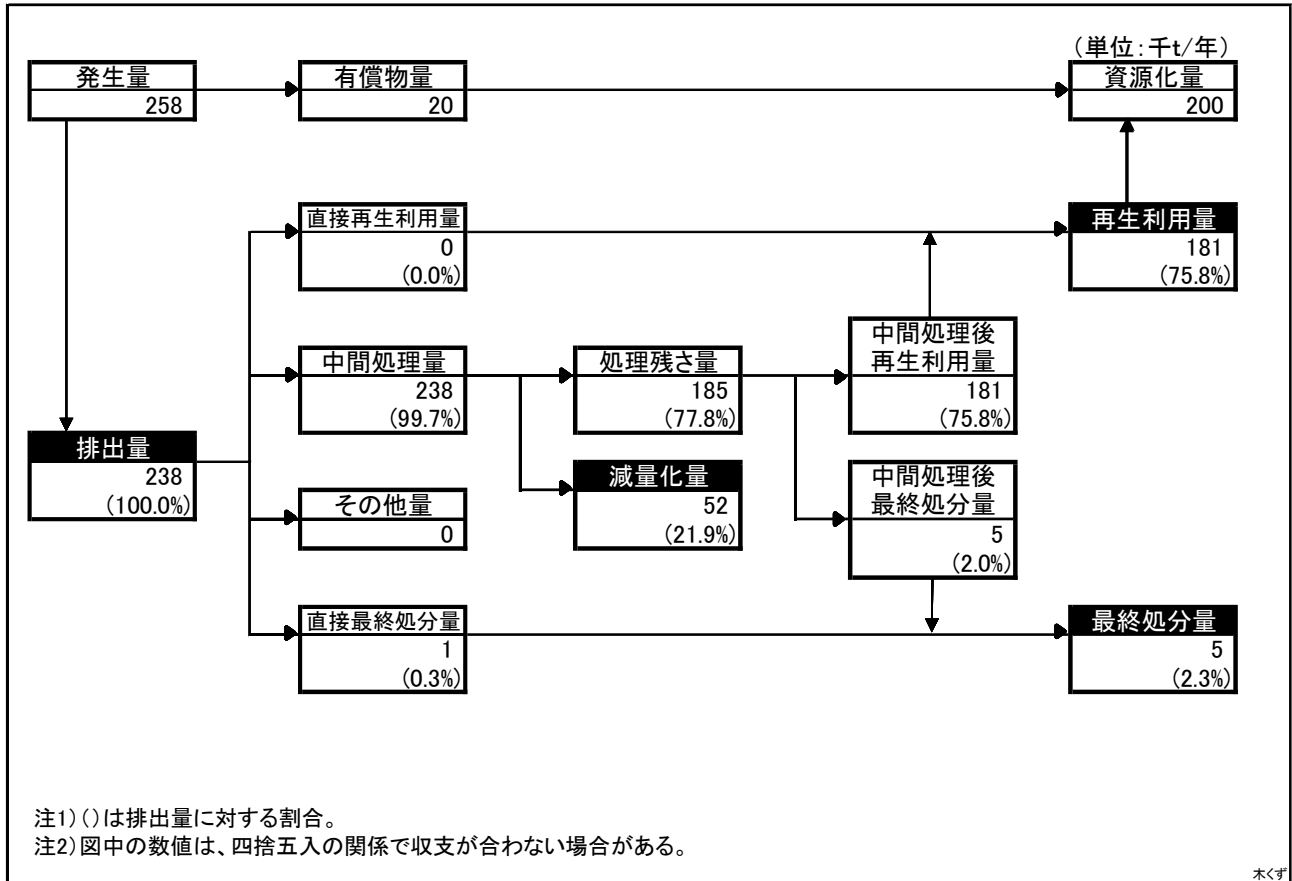 (単位:千t/年)
発生量
258
有償物量
20
資源化量
200
直接再生利用量
0
(0.0%)
再生利用量
181
(75.8%)
中間処理量
238
(99.7%)
処理残さ量
185
(77.8%)
中間処理後
再生利用量
181
(75.8%)
排出量
238
(100.0%)
その他量
0
減量化量
52
(21.9%)
中間処理後
最終処分量
5
(2.0%)
直接最終処分量
1
(0.3%)
最終処分量
5
(2.3%)
注1)()は排出量に対する割合。
注2)図中の数値は、四捨五入の関係で収支が合わない場合がある。
木くず